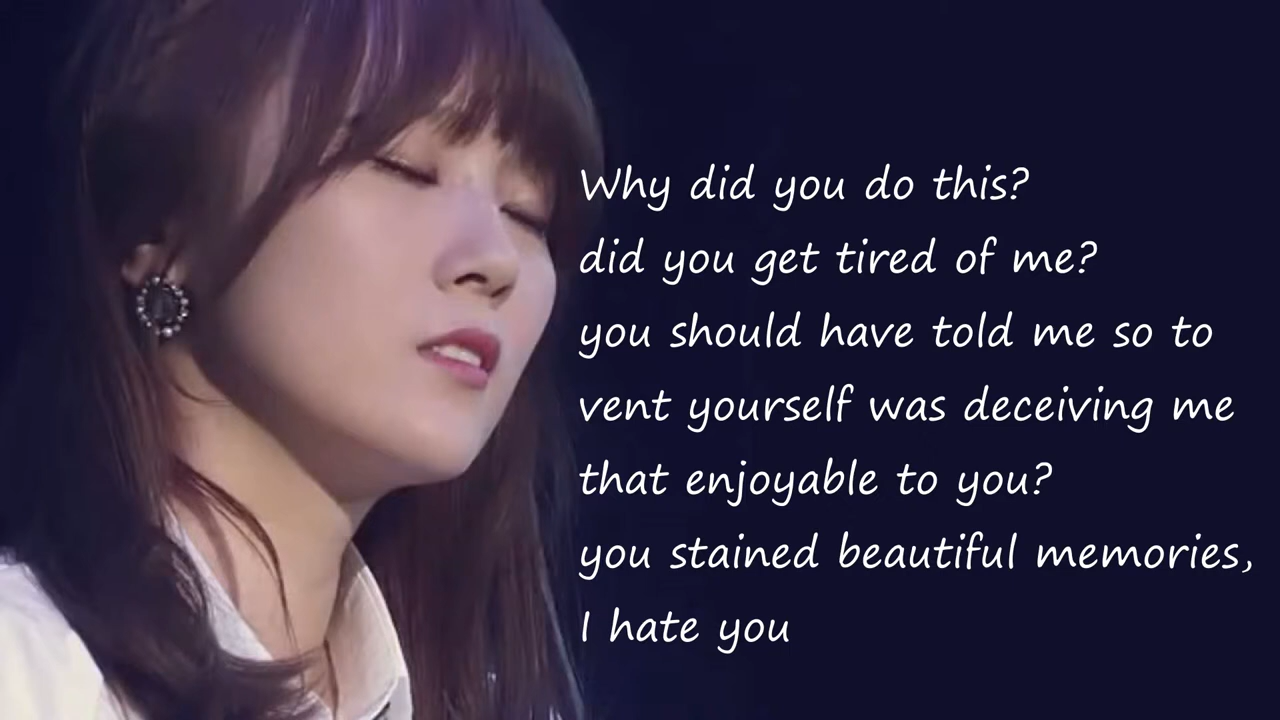 Why did you do this?
did you get tired of me?
you should have told me so to
vent yourself was deceiving me
that enjoyable to you?
you stained beautiful memories,
I hate you